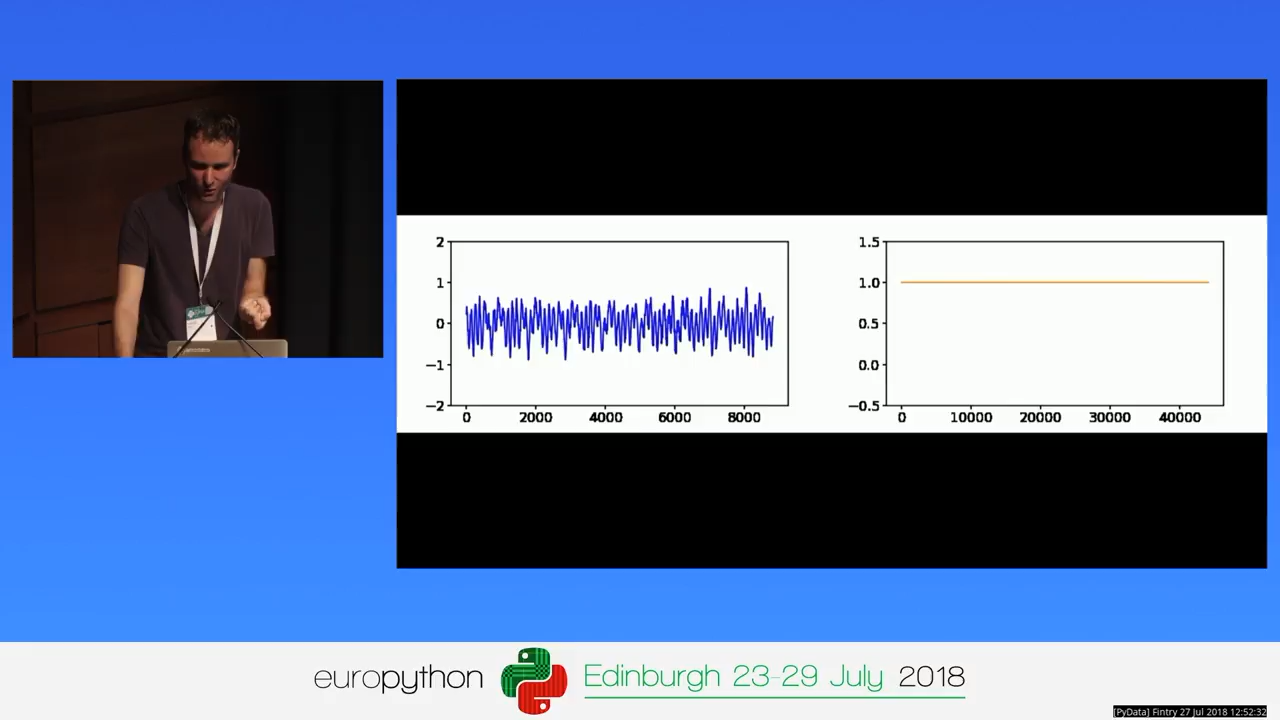 2
1
0
−1
−2
0 2000 4000 6000 8000
1.5
1.0
0.5
0.0
−0.5
0 10000 20000 30000 40000
europython
Edinburgh 23-29 July 2018
[PyData] Fintry 27 Jul 2018 12:52:32